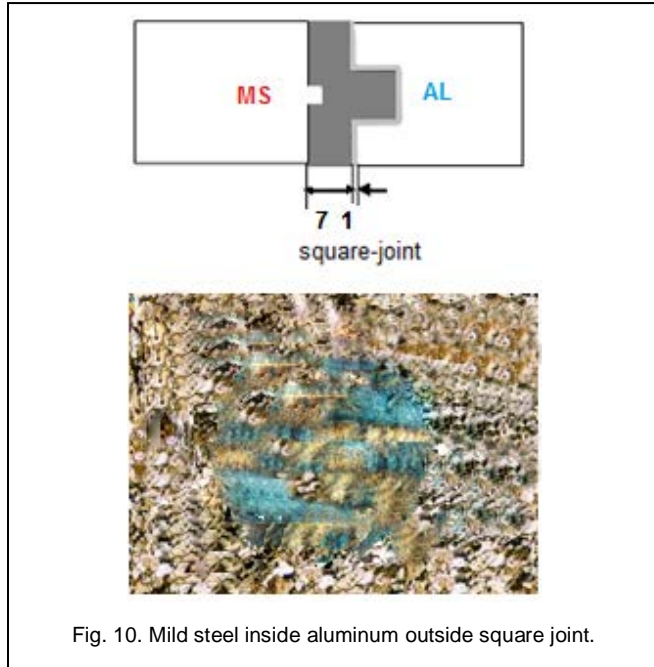 MS AL
7 1
square-joint
Fig. 10. Mild steel inside aluminum outside square joint.